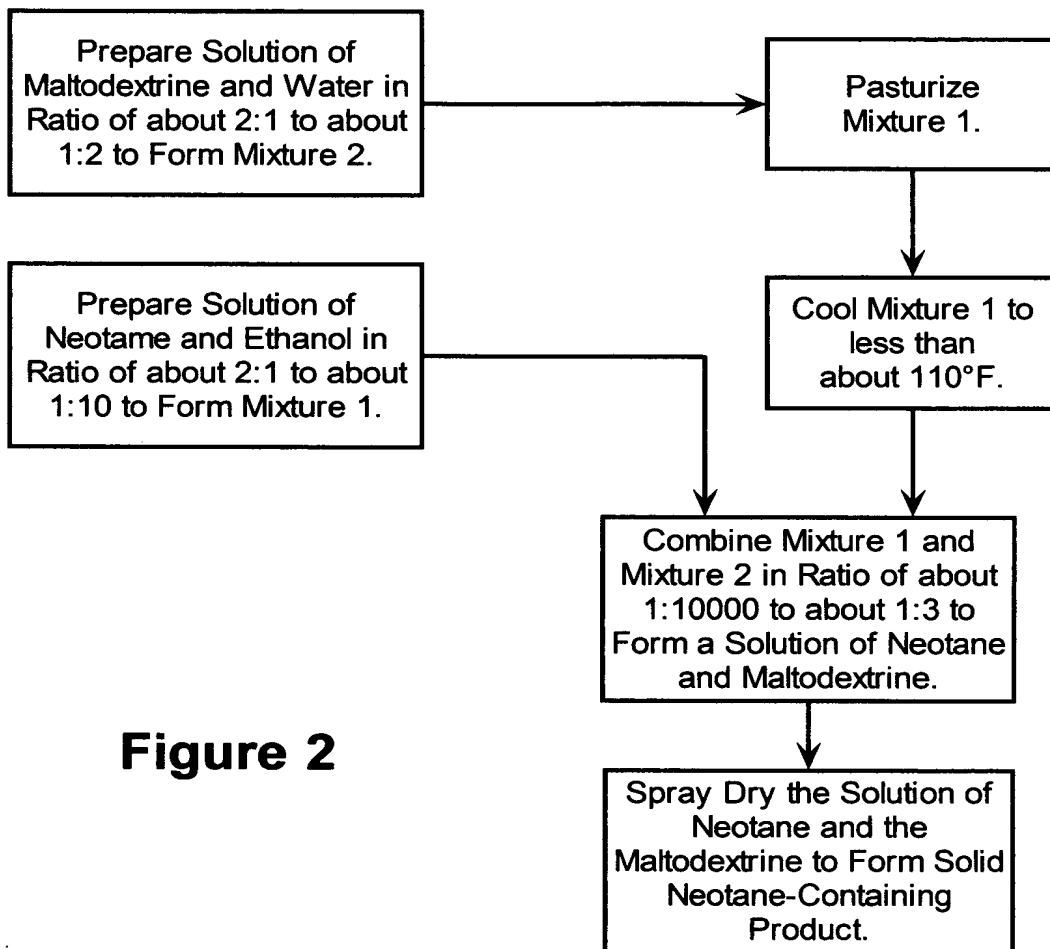 Prepare Solution of
Maltodextrine and Water in
Ratio of about 2:1 to about
1:2 to Form Mixture 2.
Pasturize
Mixture 1.
Prepare Solution of
Neotame and Ethanol in
Ratio of about 2:1 to about
1:10 to Form Mixture 1.
Cool Mixture 1 to
less than
about 110°F.
Combine Mixture 1 and
Mixture 2 in Ratio of about
1:10000 to about 1:3 to
Form a Solution of Neotane
and Maltodextrine.
Figure 2
Spray Dry the Solution of
Neotane and the
Maltodextrine to Form Solid
Neotane-Containing
Product.